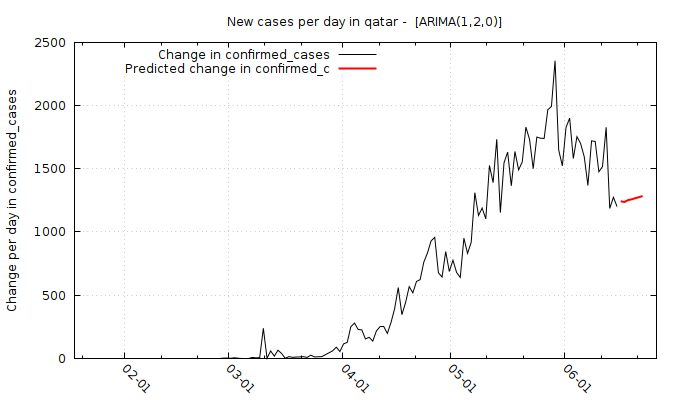 New cases per day in qatar -  [ARIMA(1,2,0)]
Change in confirmed_cases
Predicted change in confirmed_c
Change per day in confirmed_cases
2500
2000
1500
1000
500
0
02-01
03-01
04-01
05-01
06-01